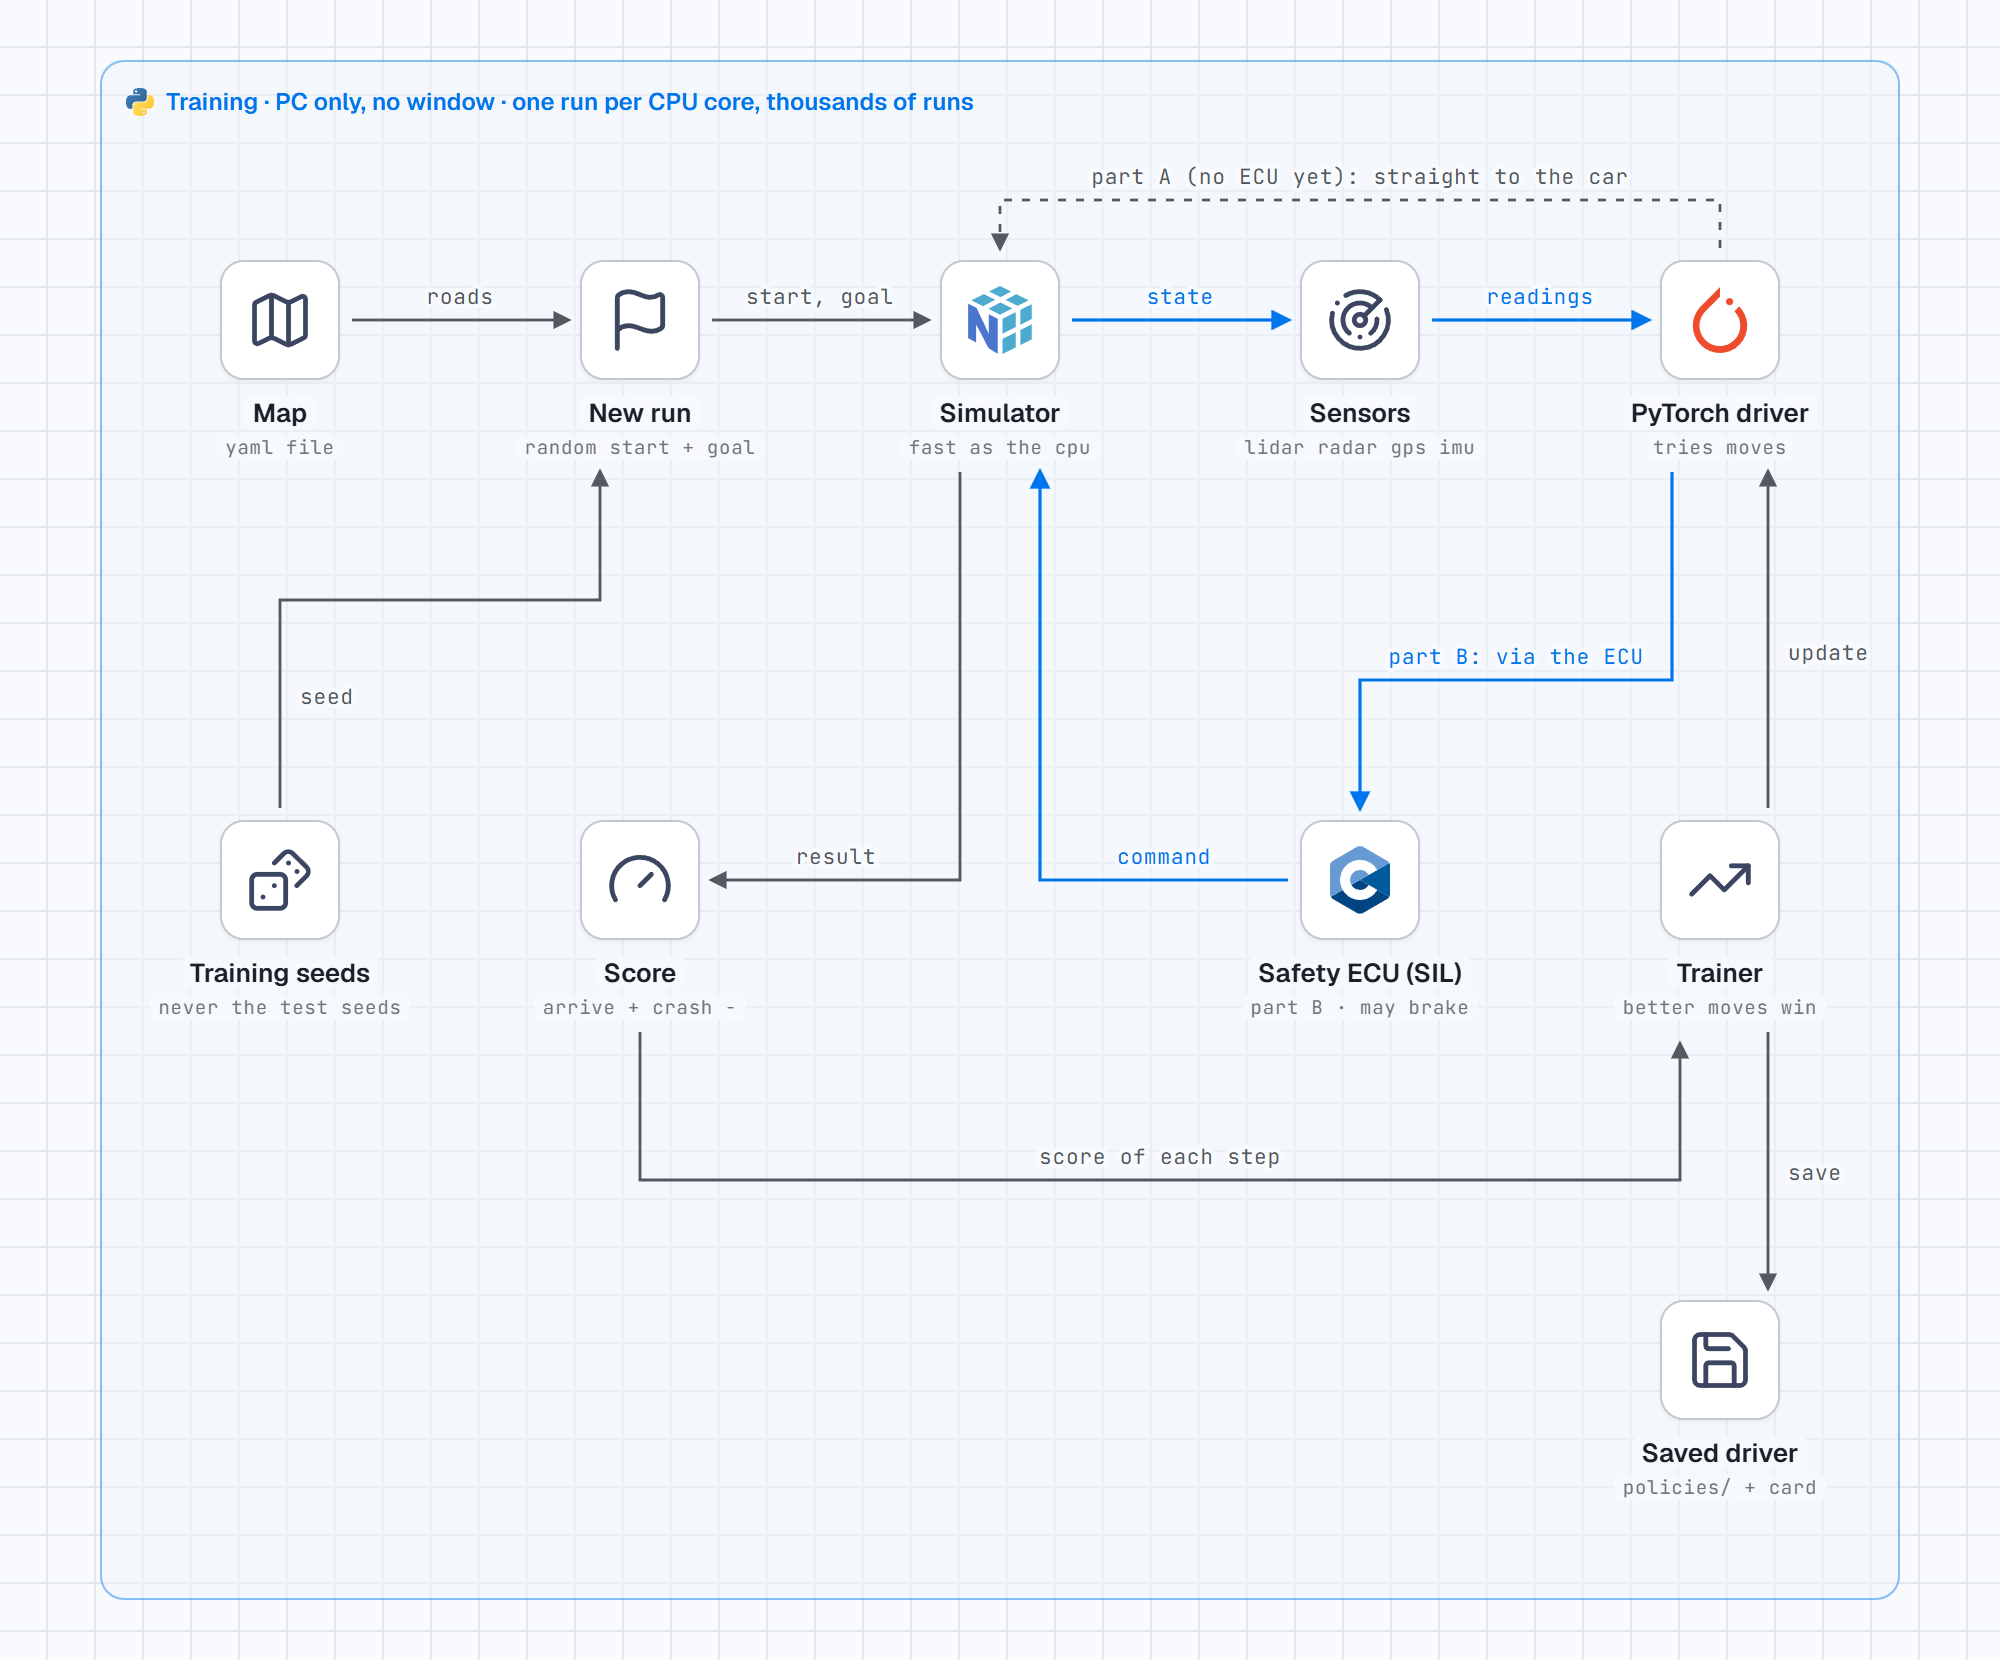 Training · PC only, no window · one run per CPU core, thousands of runs
part A (no ECU yet): straight to the car
roads
start, goal
state
readings
Map
yaml file
New run
random start + goal
Simulator
fast as the cpu
Sensors
lidar radar gps imu
PyTorch driver
tries moves
part B: via the ECU
update
seed
result
command
Training seeds
never the test seeds
Score
arrive + crash -
Safety ECU (SIL)
part B · may brake
Trainer
better moves win
score of each step
save
Saved driver
policies/ + card